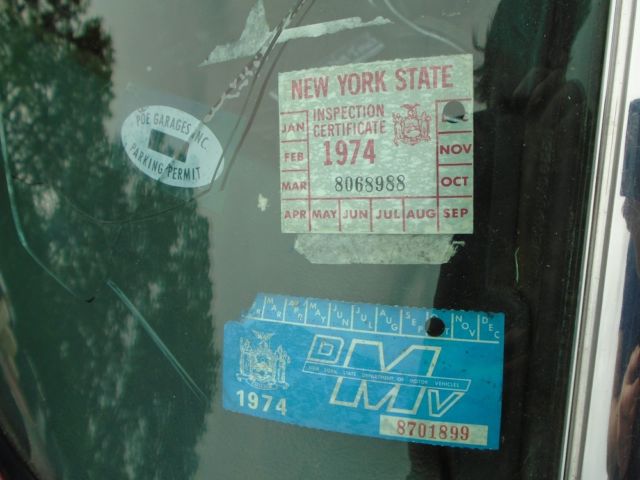 POE GARAGES, INC.
PARKING PERMIT
NEW YORK STATE
INSPECTION
CERTIFICATE
1974
8068988
JAN
FEB
MAR
APR MAY JUN JUL AUG SEP
OCT
NOV
MAR APR MAY JUN JUL AUG SEP OCT NOV DEC
DMV
NEW YORK STATE DEPARTMENT OF MOTOR VEHICLES
1974
8701899